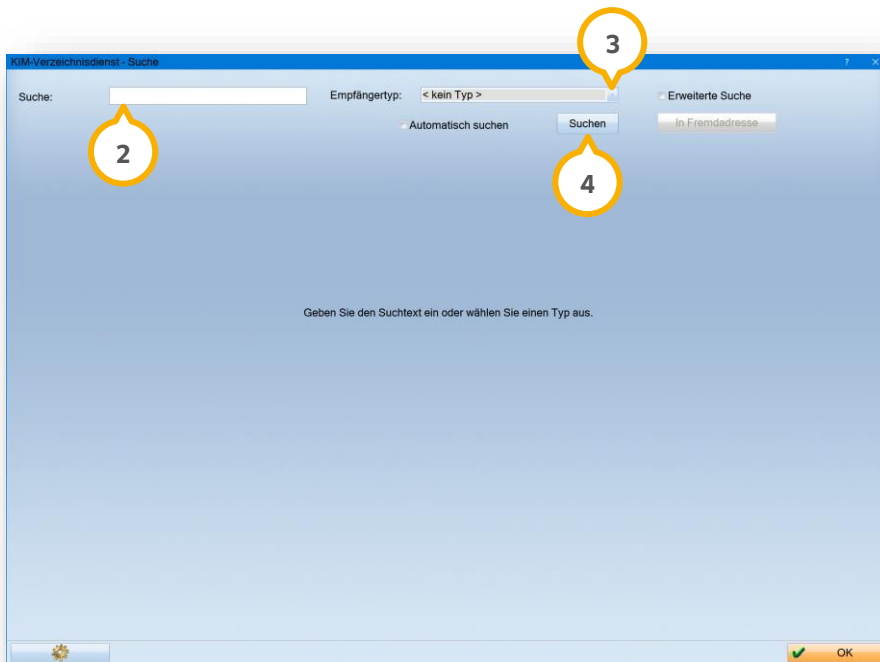 3
KIM-Verzeichnisdienst - Suche ? ×
Suche: Empfängertyp: < kein Typ > Erweiterte Suche
Automatisch suchen Suchen In Fremdadresse
2
4
Geben Sie den Suchtext ein oder wählen Sie einen Typ aus.
OK